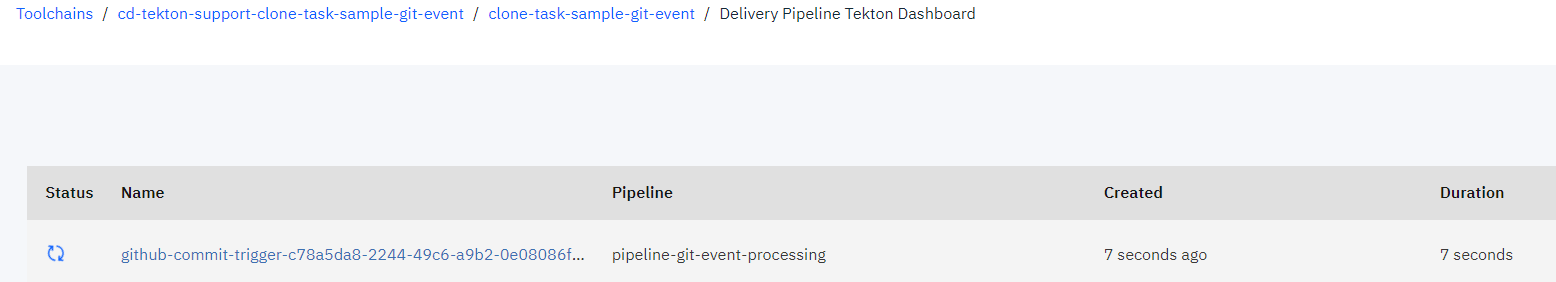 Toolchains / cd-tekton-support-clone-task-sample-git-event / clone-task-sample-git-event / Delivery Pipeline Tekton Dashboard
Status Name Pipeline Created Duration
github-commit-trigger-c78a5da8-2244-49c6-a9b2-0e08086f... pipeline-git-event-processing 7 seconds ago 7 seconds